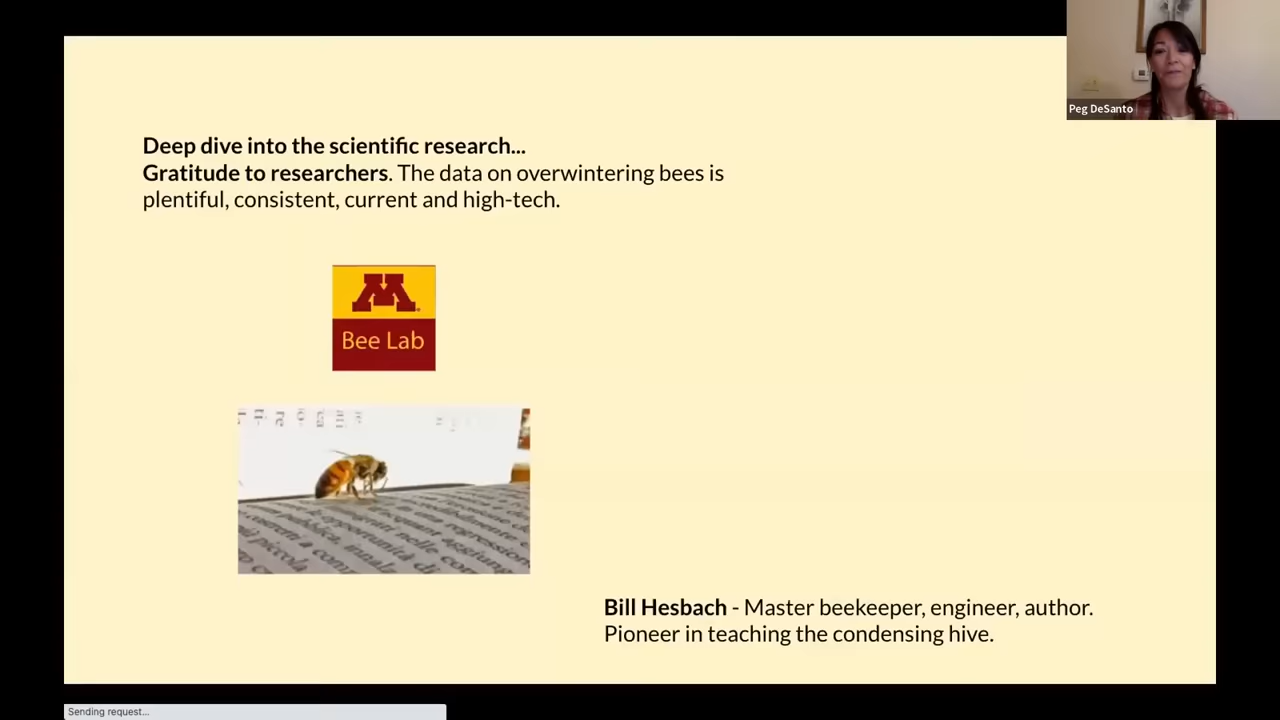 Peg DeSanto
Deep dive into the scientific research...
Gratitude to researchers. The data on overwintering bees is
plentiful, consistent, current and high-tech.
M
Bee Lab
Bill Hesbach - Master beekeeper, engineer, author.
Pioneer in teaching the condensing hive.
Sending request...